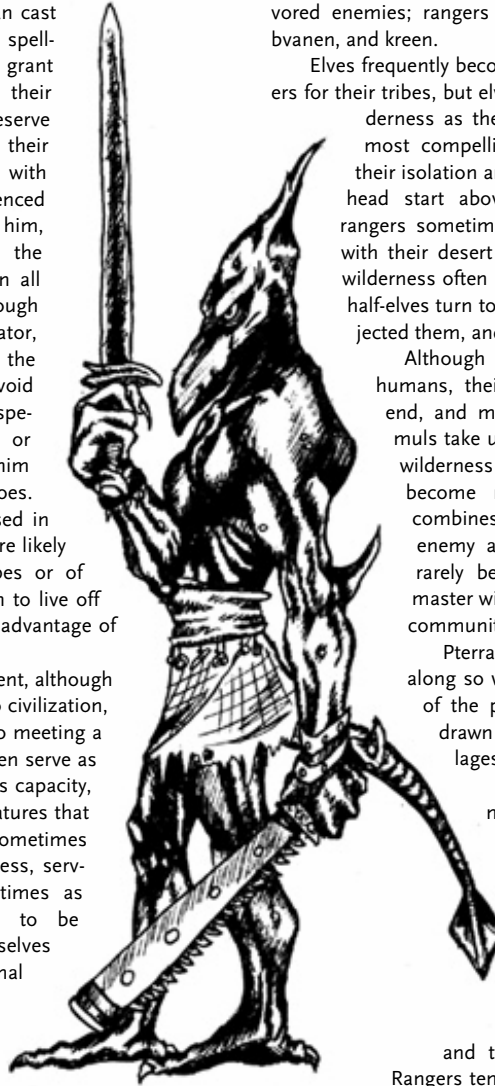 an cast
spell-
grant
their
eserve
their
with
enced
him,
the
n all
ough
ator,
the
void
spe-
or
him
oes.
sed in
re likely
bes or of
n to live off
advantage of
ent, although
o civilization,
o meeting a
en serve as
s capacity,
atures that
ometimes
ess, serv-
times as
to be
selves
nal
vored enemies; rangers
bvanen, and kreen.
Elves frequently beco
ers for their tribes, but elv
derness as the
most compelli
their isolation a
head start abov
rangers sometim
with their desert
wilderness often
half-elves turn to
jected them, and
Although
humans, thei
end, and m
muls take u
wilderness
become
combines
enemy a
rarely be
master wi
communit
Pterra
along so w
of the p
drawn
lages
n
and t
Rangers ten